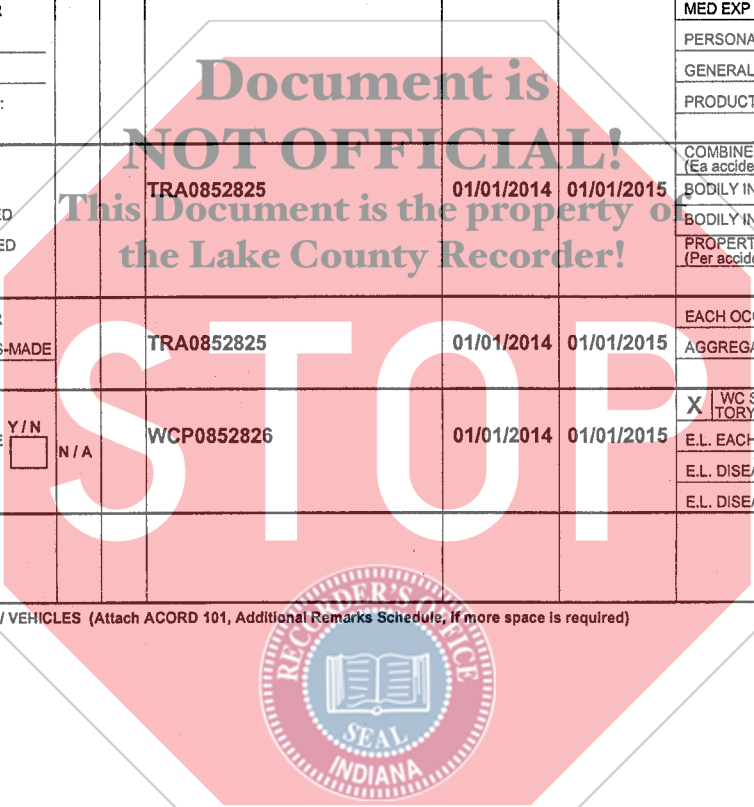 MED EXP
PERSONA
GENERAL
PRODUCT
Document is
NOT OFFICIAL!
This Document is the property of
the Lake County Recorder!
COMBINE
(Ea accide
TRA0852825 01/01/2014 01/01/2015 BODILY IN
ED
BODILY IN
ED
PROPERT
(Per accide
EACH OC
S-MADE TRA0852825 01/01/2014 01/01/2015 AGGREGA
STOP
X WC S
TORY
Y / N
N / A
WCP0852826 01/01/2014 01/01/2015 E.L. EACH
E.L. DISEA
E.L. DISEA
/ VEHICLES (Attach ACORD 101, Additional Remarks Schedule, if more space is required)
RECORDER'S OFFICE
SEAL
INDIANA